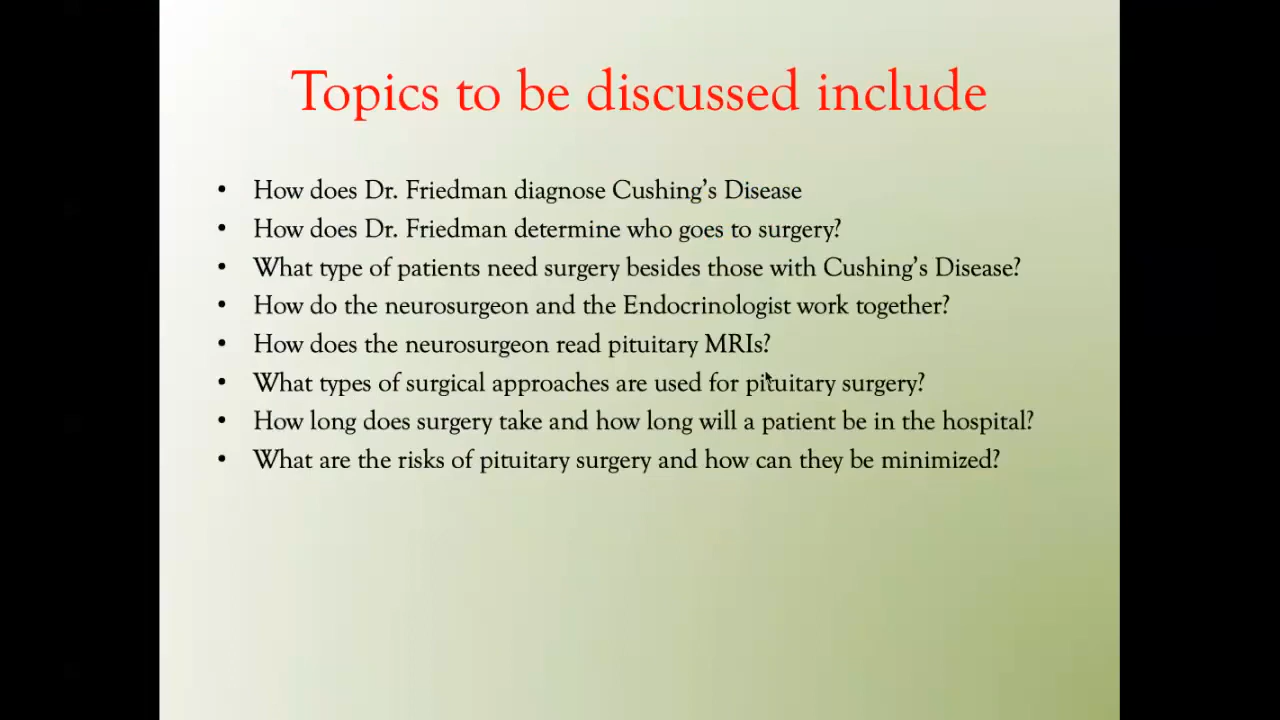 Topics to be discussed include
• How does Dr. Friedman diagnose Cushing’s Disease
• How does Dr. Friedman determine who goes to surgery?
• What type of patients need surgery besides those with Cushing’s Disease?
• How do the neurosurgeon and the Endocrinologist work together?
• How does the neurosurgeon read pituitary MRIs?
• What types of surgical approaches are used for pituitary surgery?
• How long does surgery take and how long will a patient be in the hospital?
• What are the risks of pituitary surgery and how can they be minimized?